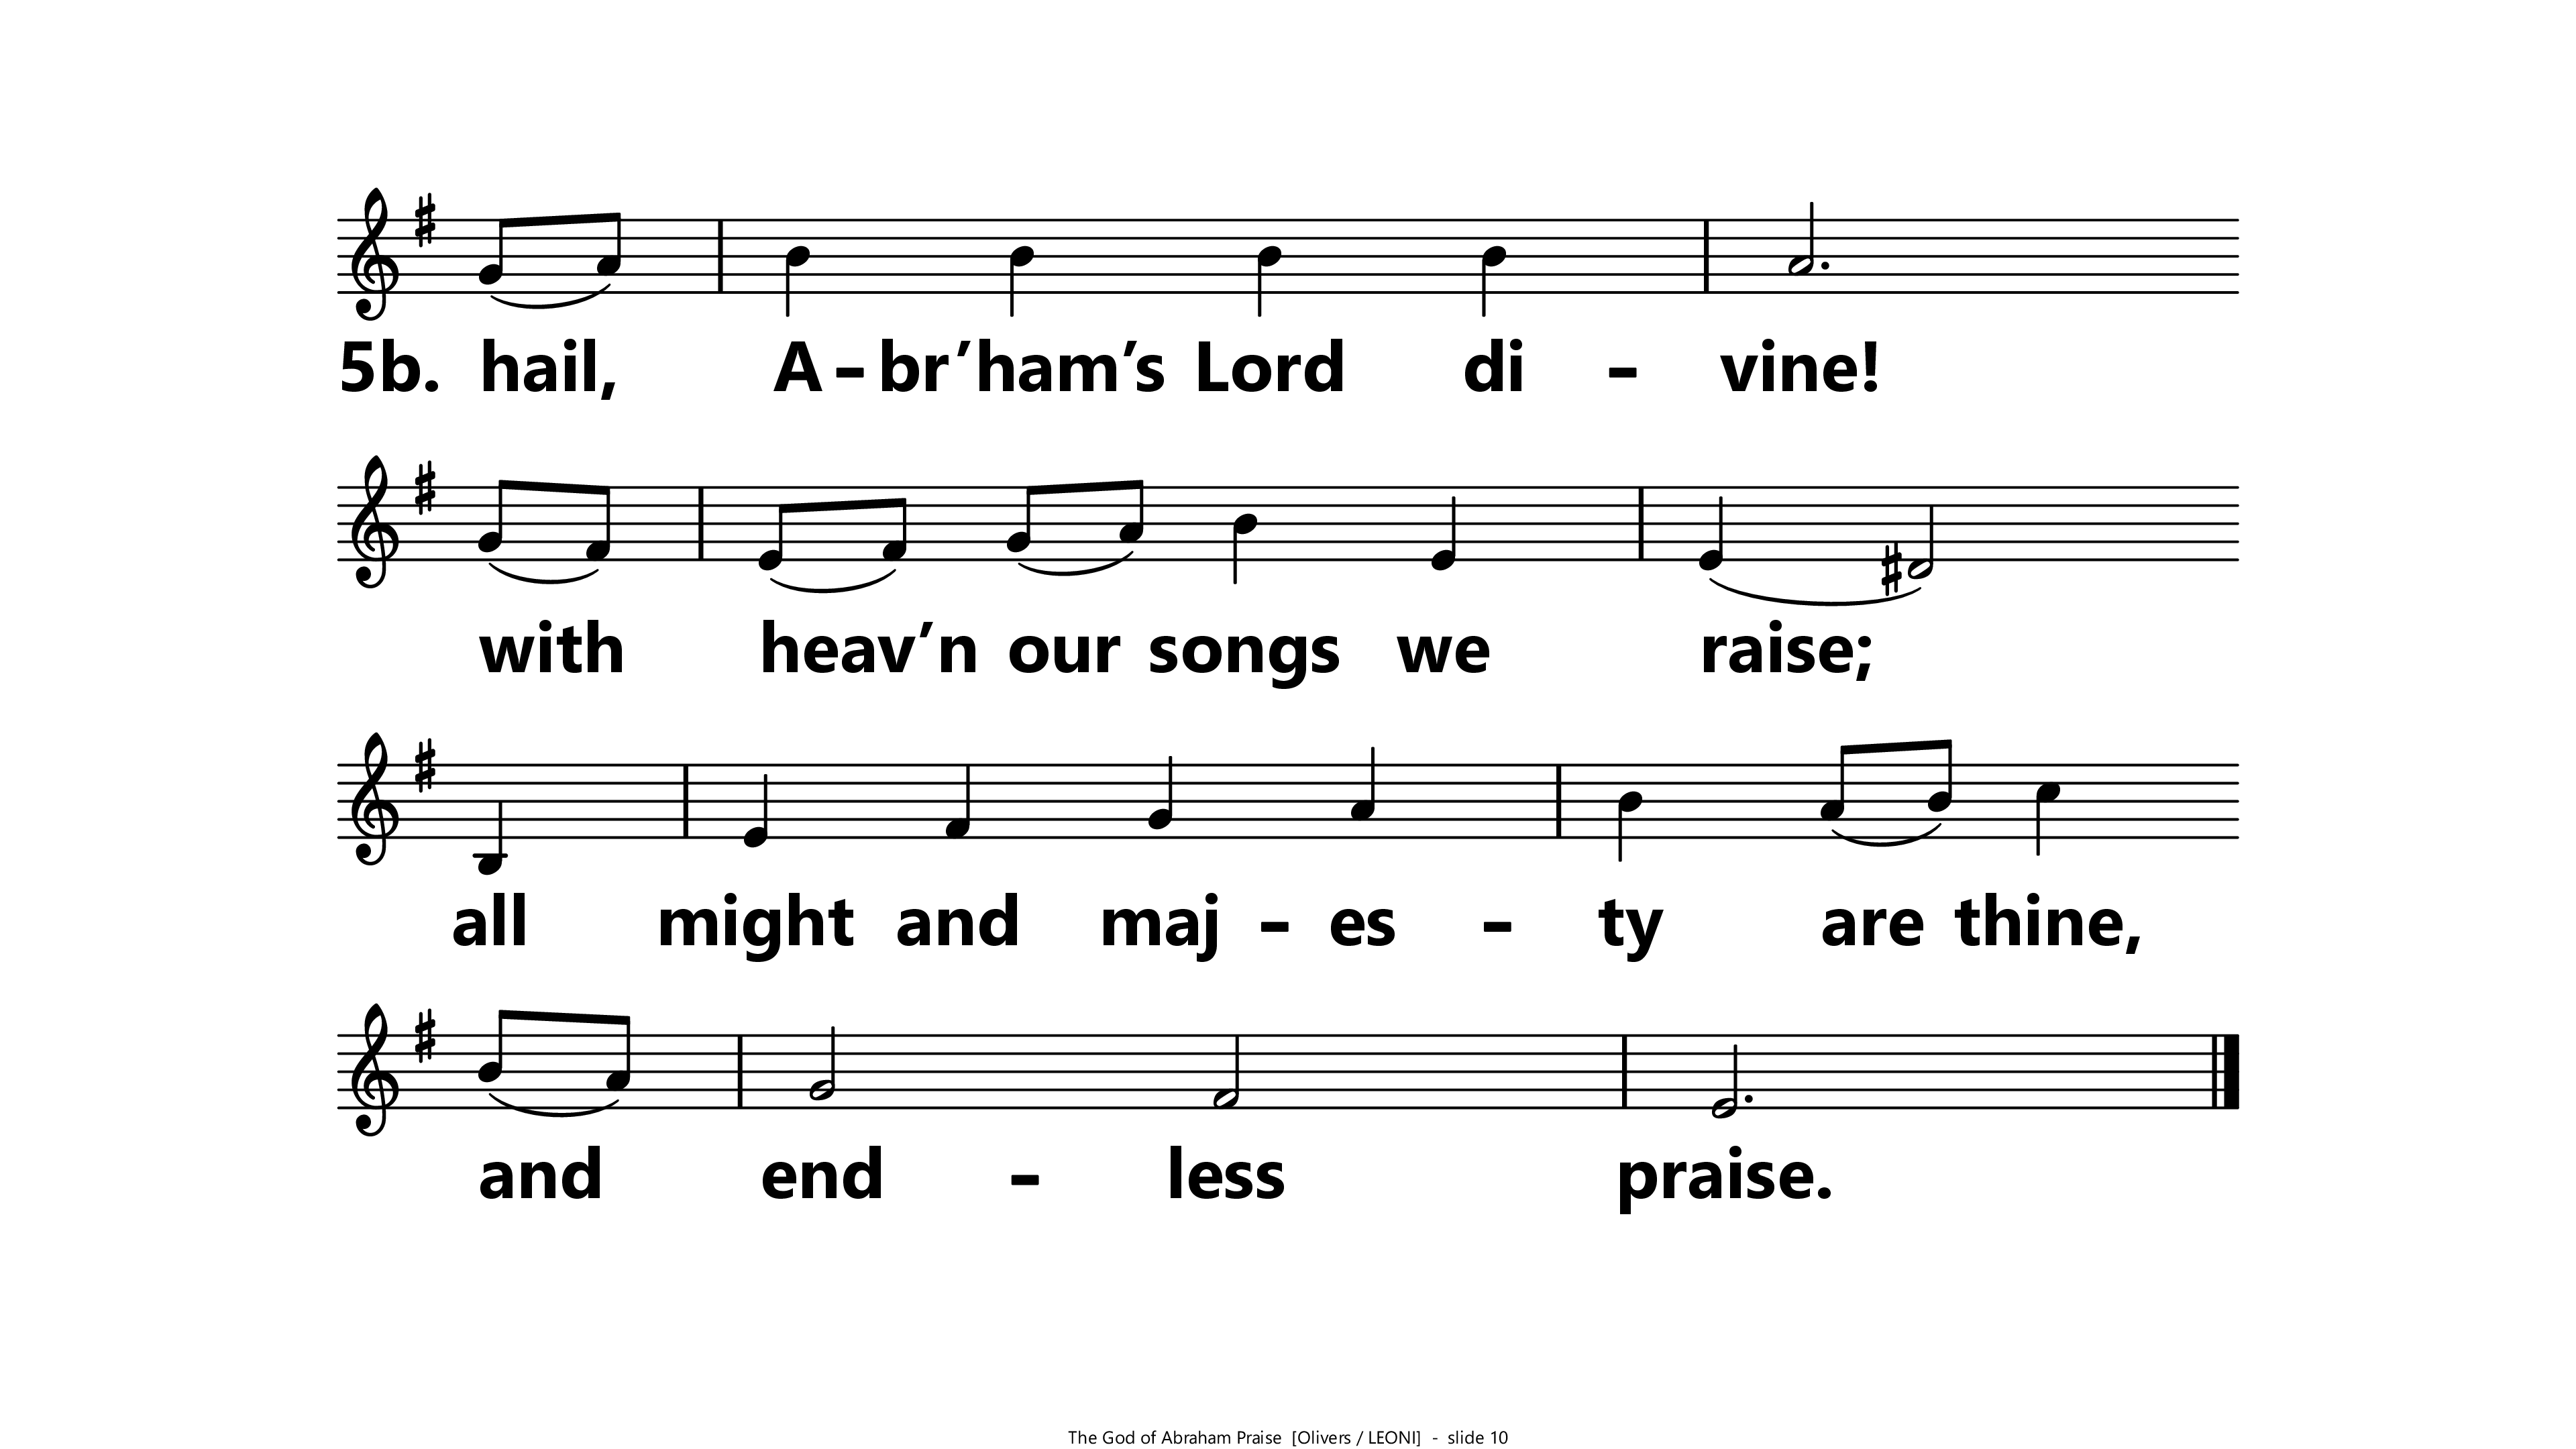 5b. hail, A - br’ham’s Lord di - vine!
with heav’n our songs we raise;
all might and maj - es - ty are thine,
and end - less praise.
The God of Abraham Praise [Olivers / LEONI] - slide 10